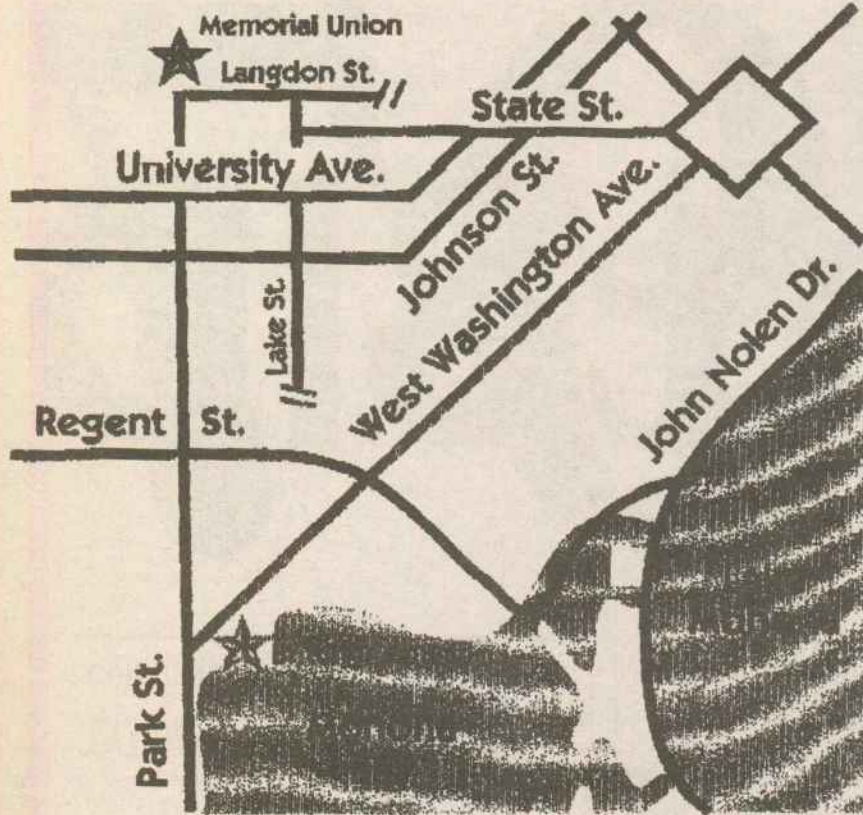 Memorial Union
Langdon St.
State St.
University Ave.
Johnson St.
West Washington Ave.
Lake St.
John Nolen Dr.
Regent St.
Park St.